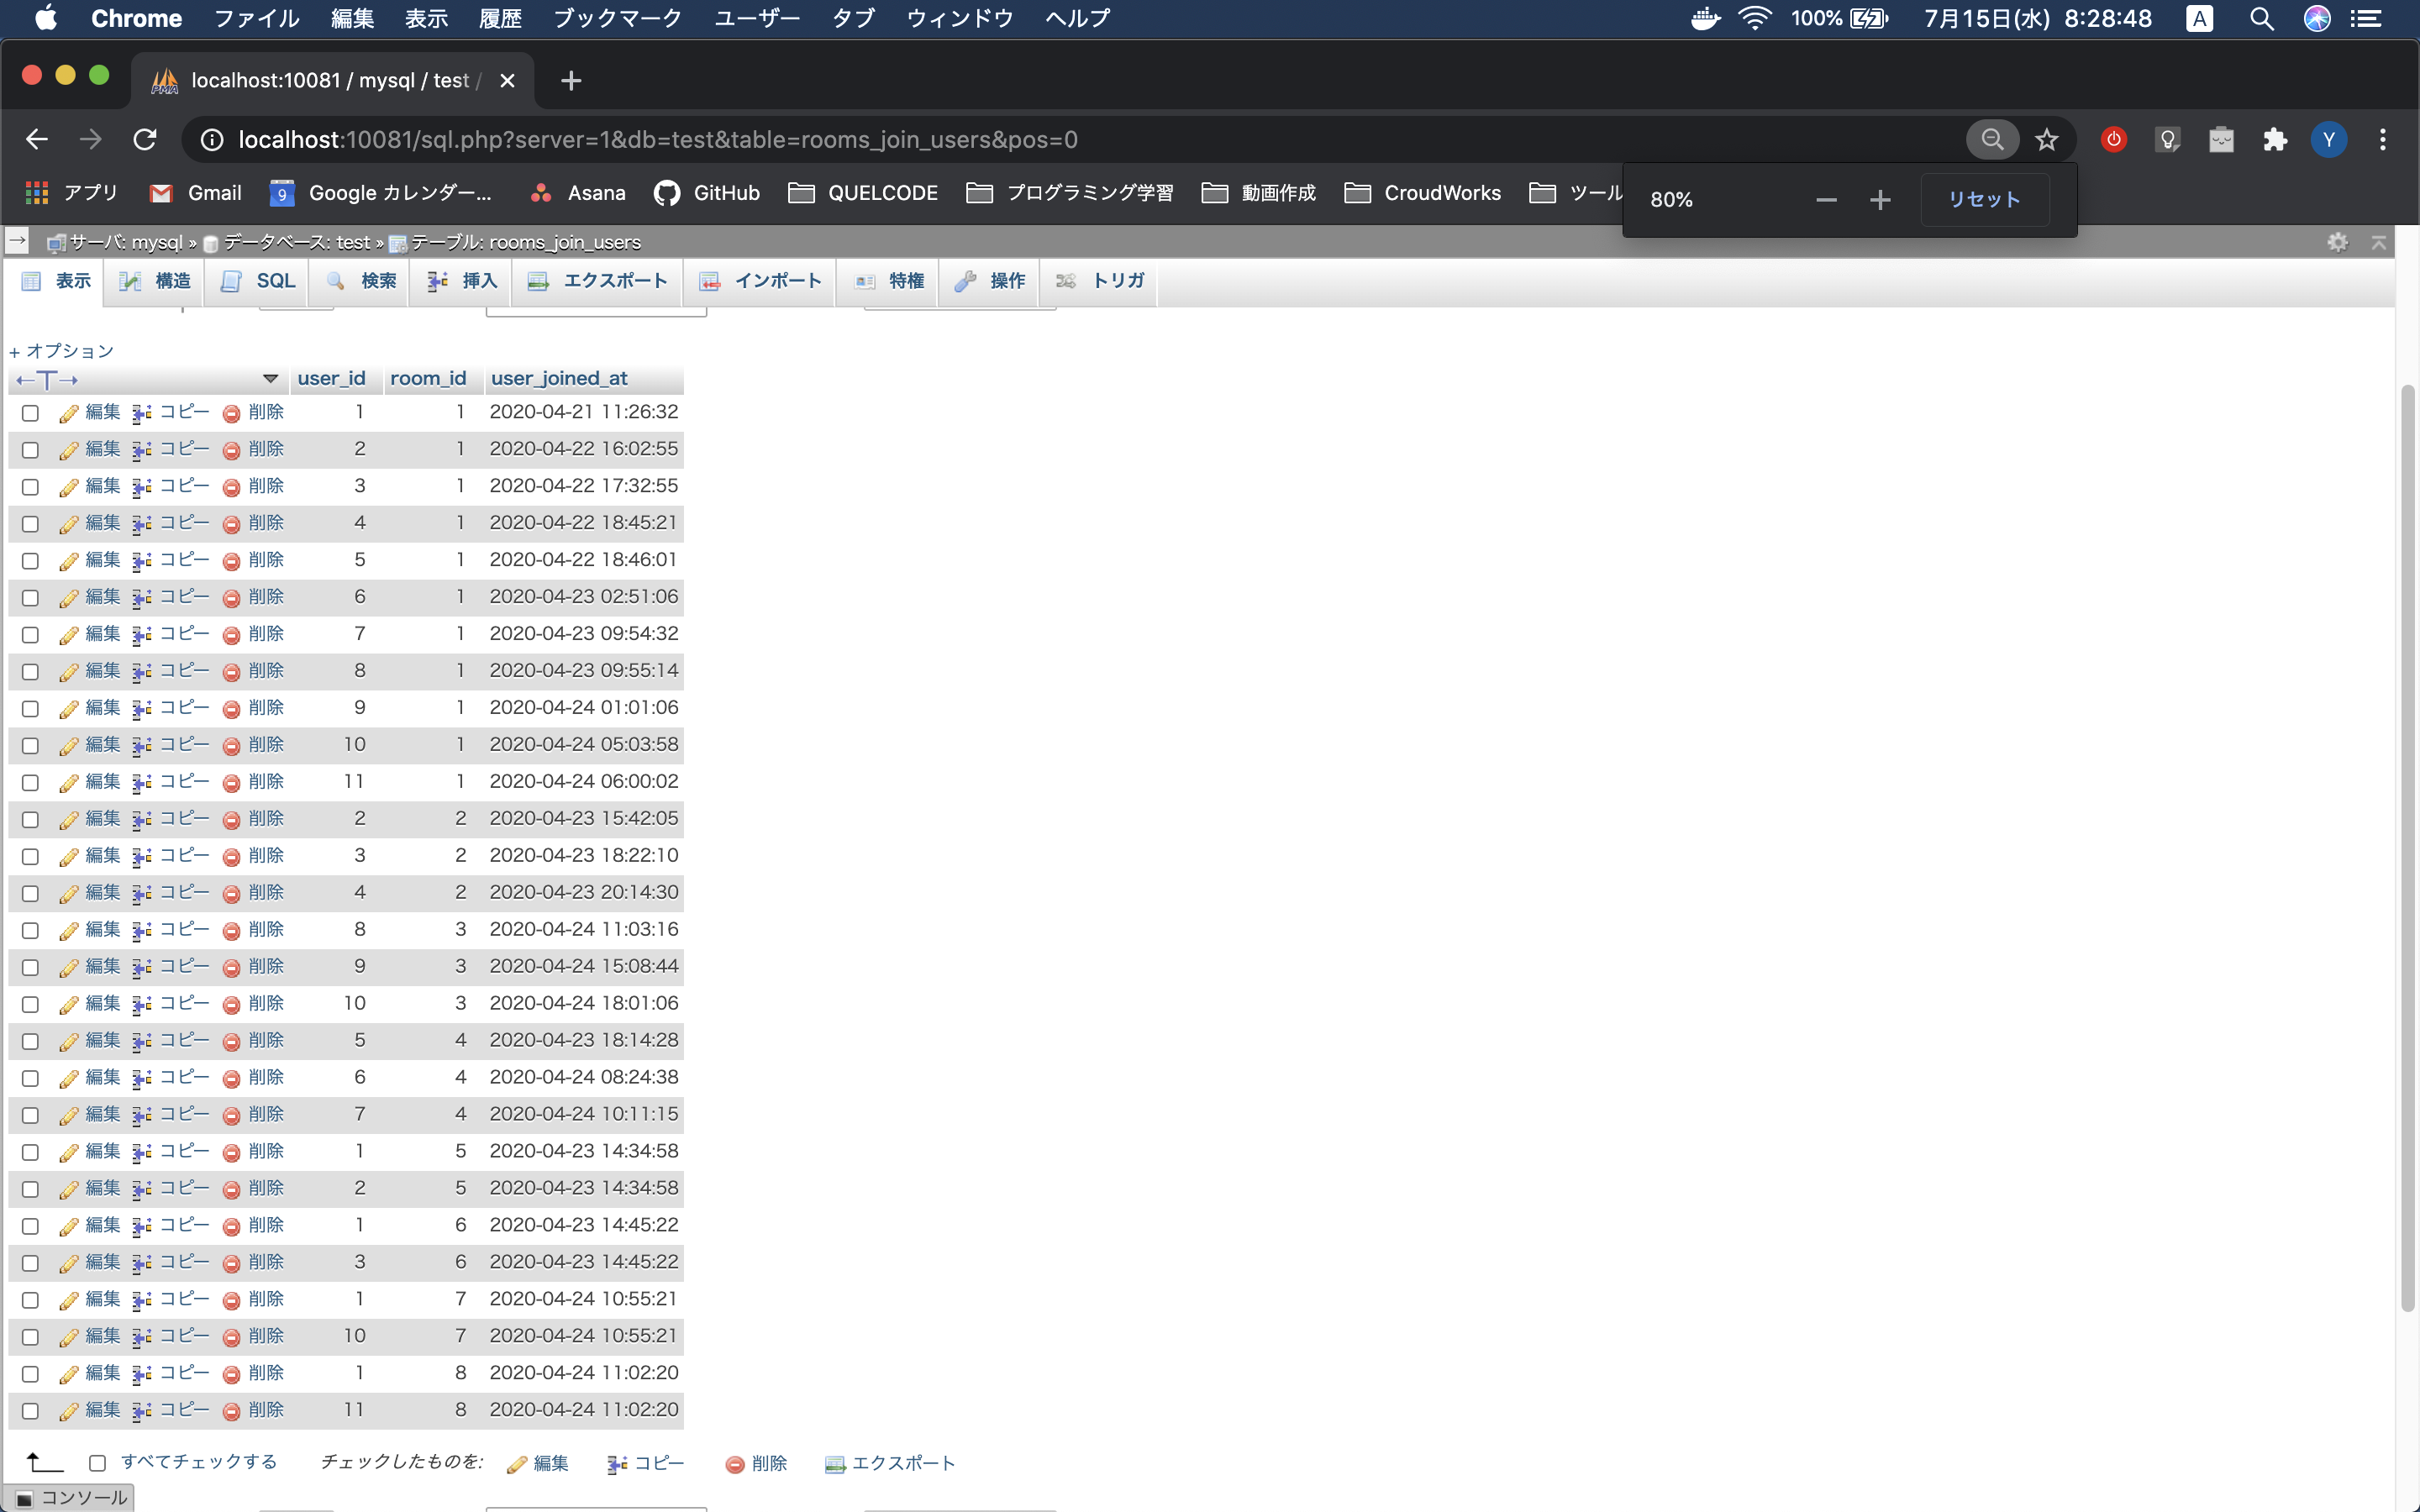 Chrome ファイル 編集 表示 履歴 ブックマーク ユーザー タブ ウィンドウ ヘルプ 100% 7月15日(水) 8:28:48 A
localhost:10081 / mysql / test /
localhost:10081/sql.php?server=1&db=test&table=rooms_join_users&pos=0 Y
アプリ Gmail 9 Google カレンダー... Asana GitHub QUELCODE プログラミング学習 動画作成 CroudWorks ツール
80% − + リセット
サーバ: mysql » データベース: test » テーブル: rooms_join_users
表示 構造 SQL 検索 挿入 エクスポート インポート 特権 操作 トリガ
+ オプション
←T→ user_id room_id user_joined_at
編集 コピー 削除 1 1 2020-04-21 11:26:32
編集 コピー 削除 2 1 2020-04-22 16:02:55
編集 コピー 削除 3 1 2020-04-22 17:32:55
編集 コピー 削除 4 1 2020-04-22 18:45:21
編集 コピー 削除 5 1 2020-04-22 18:46:01
編集 コピー 削除 6 1 2020-04-23 02:51:06
編集 コピー 削除 7 1 2020-04-23 09:54:32
編集 コピー 削除 8 1 2020-04-23 09:55:14
編集 コピー 削除 9 1 2020-04-24 01:01:06
編集 コピー 削除 10 1 2020-04-24 05:03:58
編集 コピー 削除 11 1 2020-04-24 06:00:02
編集 コピー 削除 2 2 2020-04-23 15:42:05
編集 コピー 削除 3 2 2020-04-23 18:22:10
編集 コピー 削除 4 2 2020-04-23 20:14:30
編集 コピー 削除 8 3 2020-04-24 11:03:16
編集 コピー 削除 9 3 2020-04-24 15:08:44
編集 コピー 削除 10 3 2020-04-24 18:01:06
編集 コピー 削除 5 4 2020-04-23 18:14:28
編集 コピー 削除 6 4 2020-04-24 08:24:38
編集 コピー 削除 7 4 2020-04-24 10:11:15
編集 コピー 削除 1 5 2020-04-23 14:34:58
編集 コピー 削除 2 5 2020-04-23 14:34:58
編集 コピー 削除 1 6 2020-04-23 14:45:22
編集 コピー 削除 3 6 2020-04-23 14:45:22
編集 コピー 削除 1 7 2020-04-24 10:55:21
編集 コピー 削除 10 7 2020-04-24 10:55:21
編集 コピー 削除 1 8 2020-04-24 11:02:20
編集 コピー 削除 11 8 2020-04-24 11:02:20
すべてチェックする チェックしたものを: 編集 コピー 削除 エクスポート
コンソール